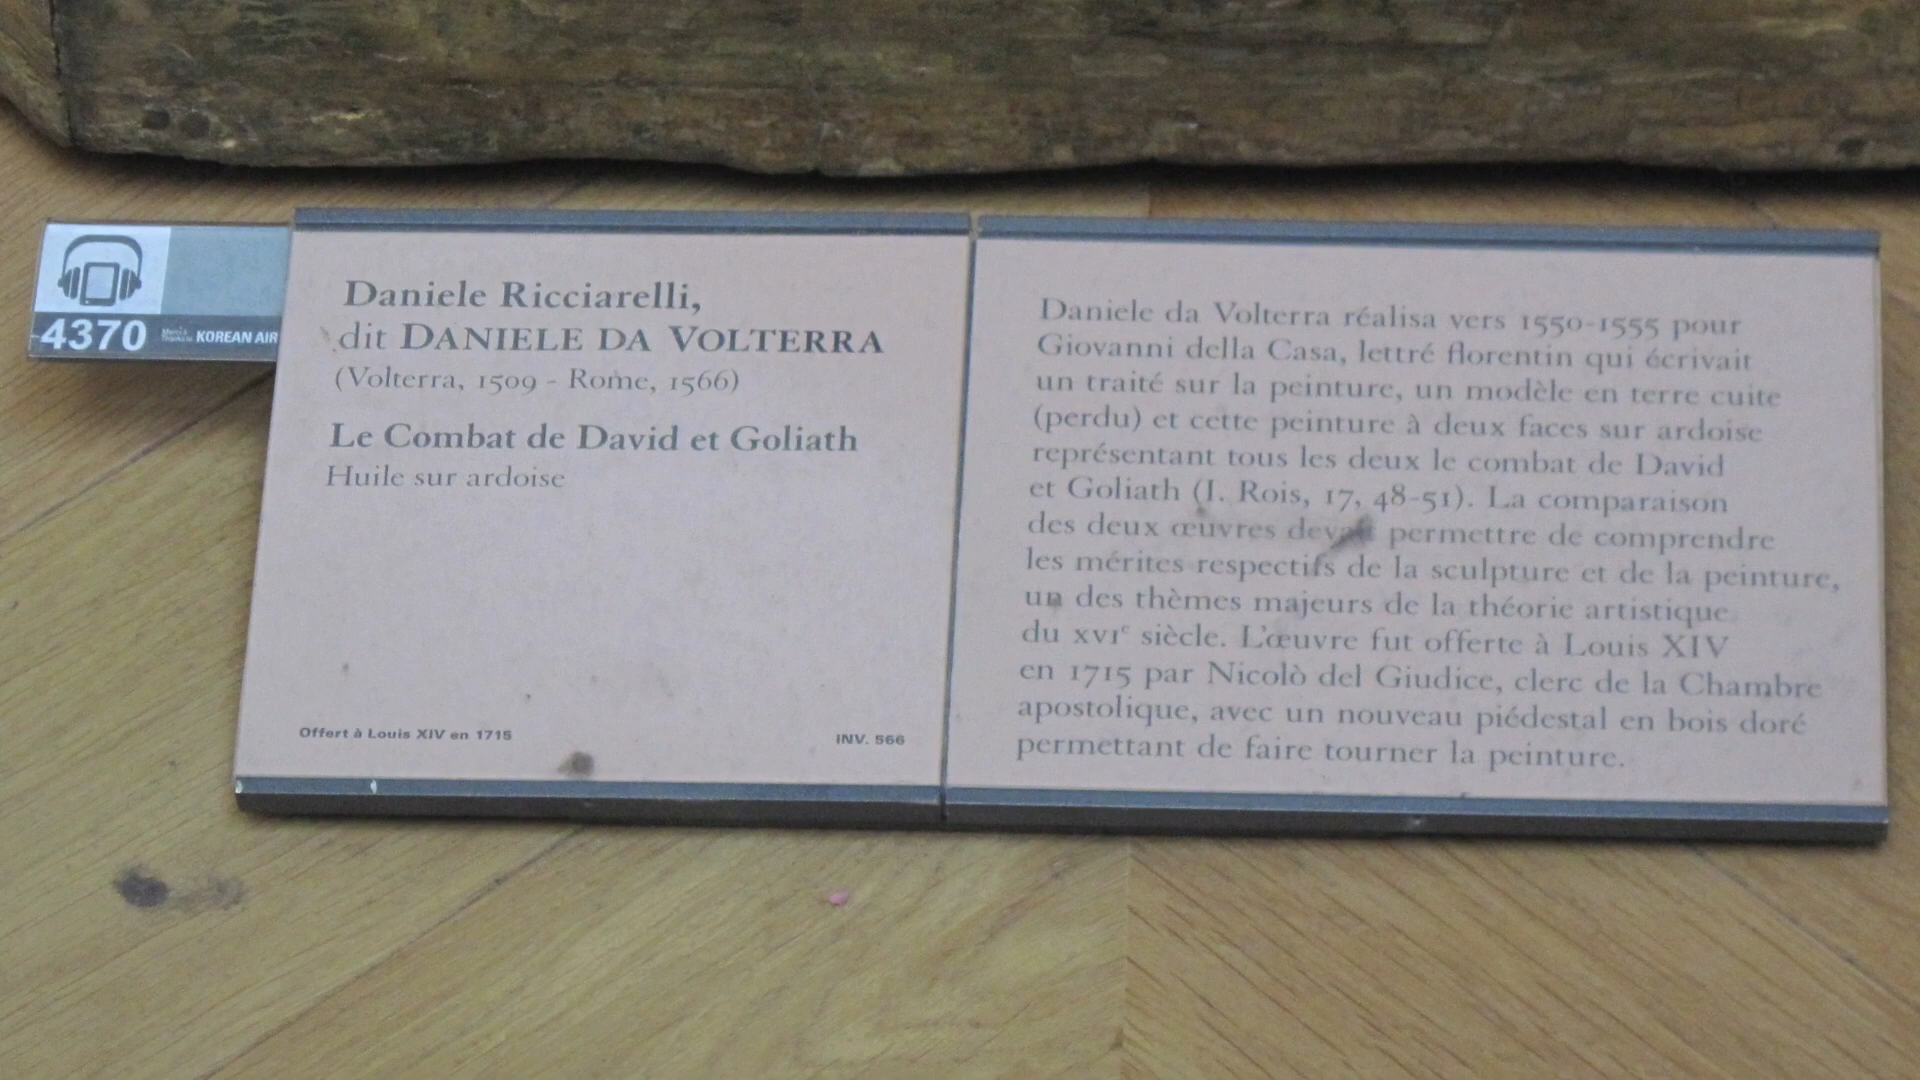 4370
KOREAN AIR
Daniele Ricciarelli,
dit DANIELE DA VOLTERRA
(Volterra, 1509 - Rome, 1566)
Le Combat de David et Goliath
Huile sur ardoise
Offert à Louis XIV en 1715
INV. 566
Daniele da Volterra réalisa vers 1550-1555 pour
Giovanni della Casa, lettré florentin qui écrivait
un traité sur la peinture, un modèle en terre cuite
(perdu) et cette peinture à deux faces sur ardoise
représentant tous les deux le combat de David
et Goliath (I. Rois, 17, 48-51). La comparaison
des deux œuvres devait permettre de comprendre
les mérites respectifs de la sculpture et de la peinture,
un des thèmes majeurs de la théorie artistique
du XVIᵉ siècle. L'œuvre fut offerte à Louis XIV
en 1715 par Nicolò del Giudice, clerc de la Chambre
apostolique, avec un nouveau piédestal en bois doré
permettant de faire tourner la peinture.